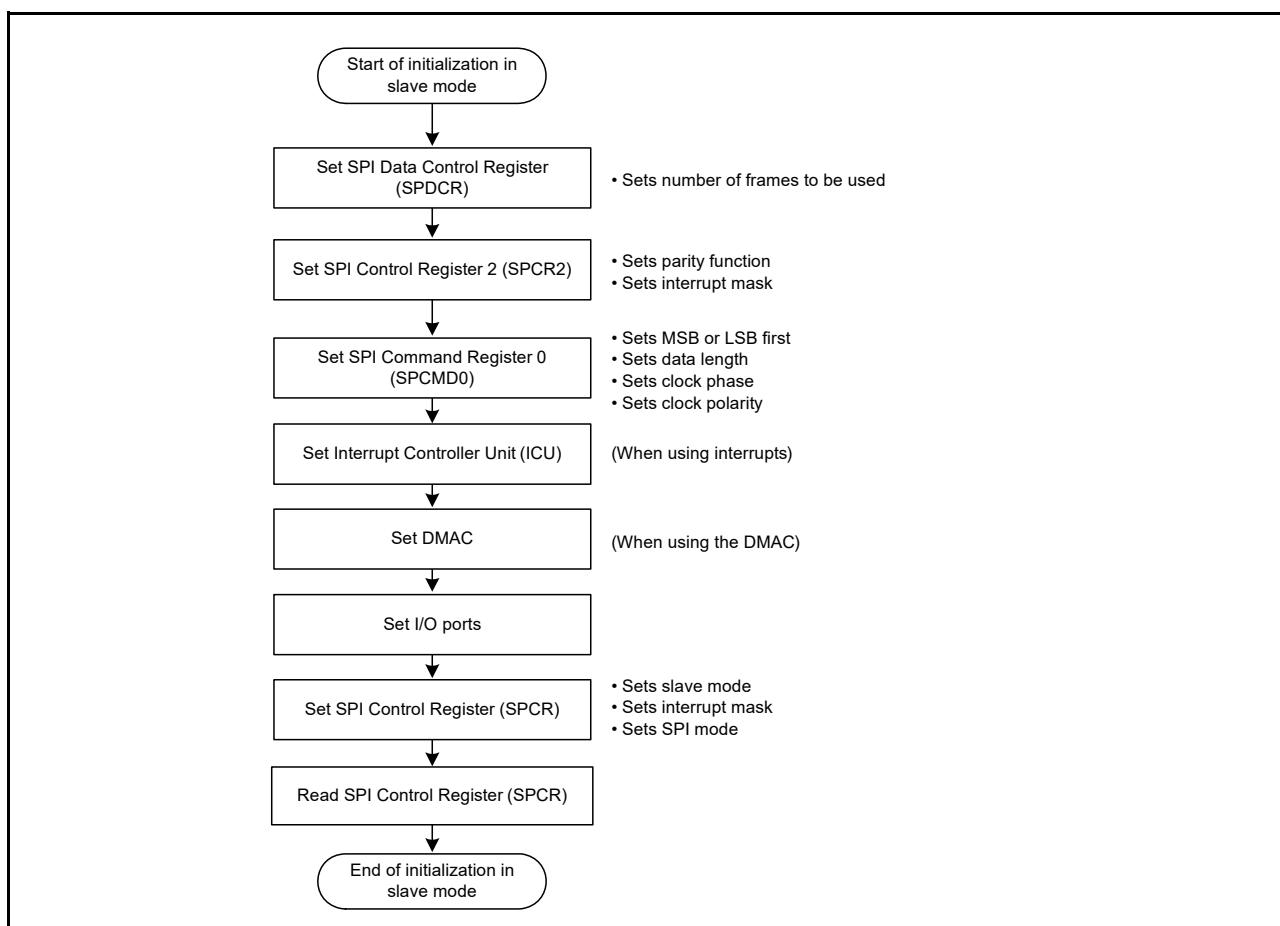 Start of initialization in
slave mode
Set SPI Data Control Register
(SPDCR)
• Sets number of frames to be used
Set SPI Control Register 2 (SPCR2)
• Sets parity function
• Sets interrupt mask
Set SPI Command Register 0
(SPCMD0)
• Sets MSB or LSB first
• Sets data length
• Sets clock phase
• Sets clock polarity
Set Interrupt Controller Unit (ICU)
(When using interrupts)
Set DMAC
(When using the DMAC)
Set I/O ports
Set SPI Control Register (SPCR)
• Sets slave mode
• Sets interrupt mask
• Sets SPI mode
Read SPI Control Register (SPCR)
End of initialization in
slave mode